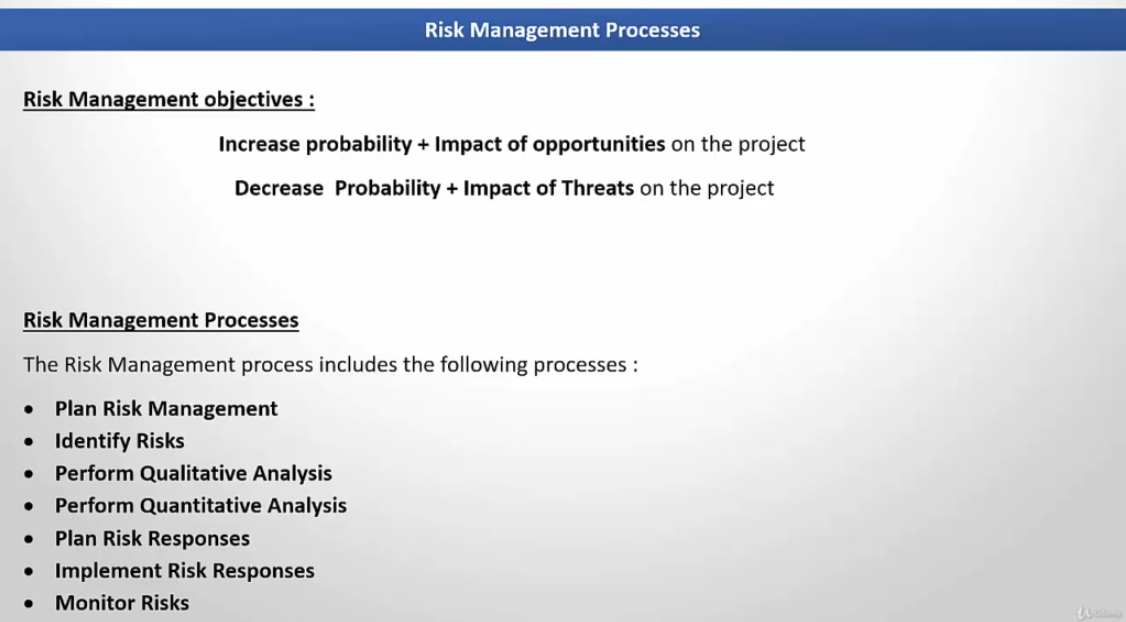 Risk Management Processes
Risk Management objectives :
Increase probability + Impact of opportunities on the project
Decrease Probability + Impact of Threats on the project
Risk Management Processes
The Risk Management process includes the following processes :
• Plan Risk Management
• Identify Risks
• Perform Qualitative Analysis
• Perform Quantitative Analysis
• Plan Risk Responses
• Implement Risk Responses
• Monitor Risks
Udemy